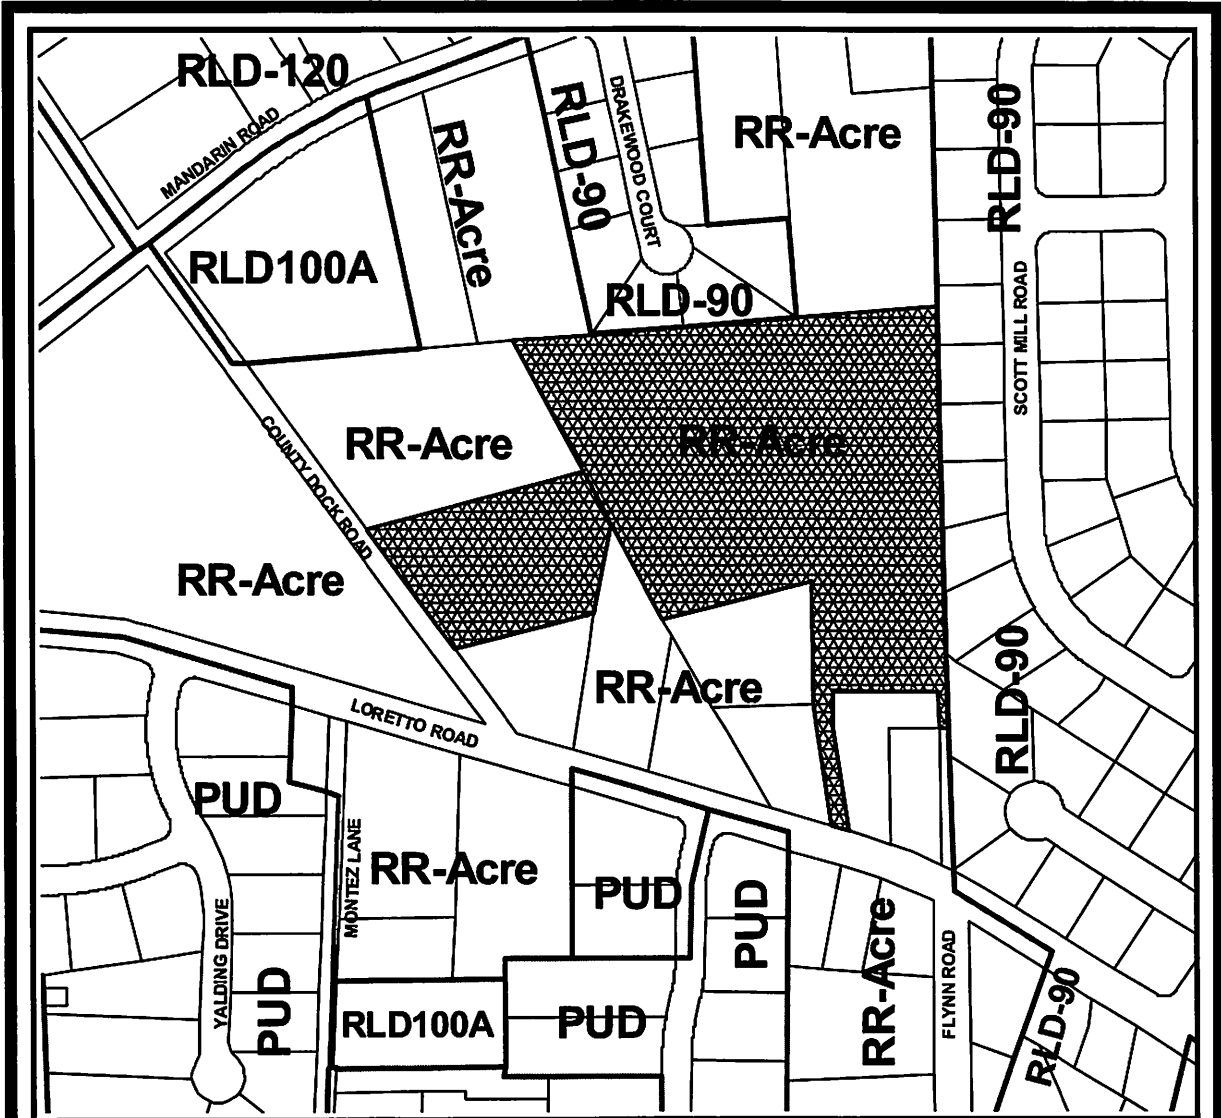 RLD-120
MANDARIN ROAD
RR-Acre
RLD-90
DRAKEWOOD COURT
RR-Acre
RLD-90
RLD100A
RLD-90
SCOTT MILL ROAD
COUNTY DOCK ROAD
RR-Acre
RR-Acre
RR-Acre
RR-Acre
RLD-90
LORETTO ROAD
PUD
MONTEZ LANE
RR-Acre
PUD
PUD
RR-Acre
YALDING DRIVE
PUD
RLD100A
PUD
FLYNN ROAD
RLD-90